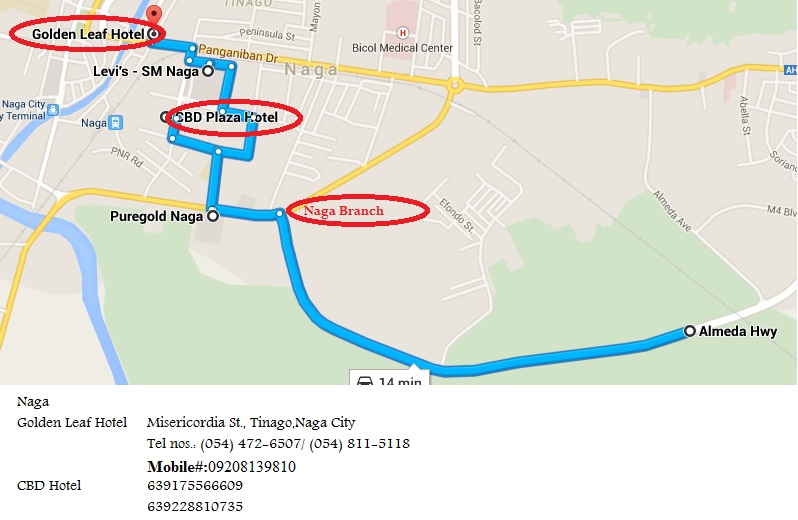 TINAGO
Mayon
Bacolod St
Golden Leaf Hotel
Peninsula St
Panganiban Dr
Bicol Medical Center
H
Levi's - SM Naga
Naga
AH
Naga City
y Terminal
Naga
CBD Plaza Hotel
Abella St
PNR Rd
Puregold Naga
Naga Branch
Efondo St.
Almeda Ave
M4 Blv
Almeda Hwy
14 min
Naga
Golden Leaf Hotel Misericordia St., Tinago,Naga City
Tel nos.: (054) 472-6507/ (054) 811-5118
Mobile#:09208139810
CBD Hotel 639175566609
639228810735